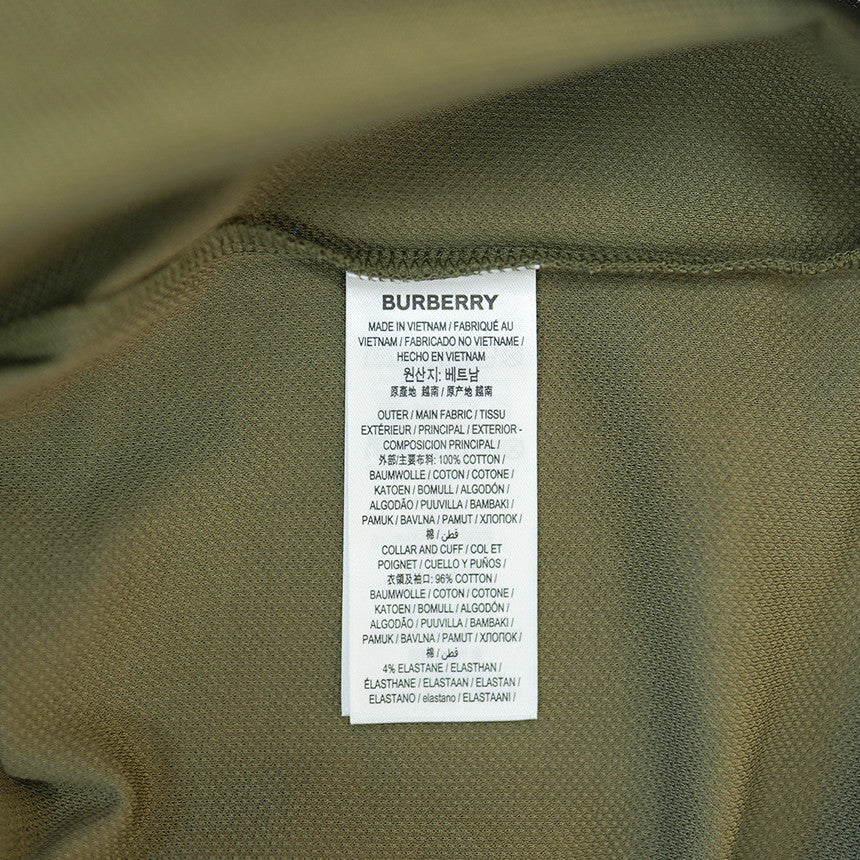 BURBERRY
MADE IN VIETNAM / FABRIQUÉ AU
VIETNAM / FABRICADO NO VIETNAME /
HECHO EN VIETNAM
원산지: 베트남
原產地 越南 / 原产地 越南
OUTER / MAIN FABRIC / TISSU
EXTÉRIEUR / PRINCIPAL / EXTERIOR -
COMPOSICION PRINCIPAL /
外部/主要布料: 100% COTTON /
BAUMWOLLE / COTON / COTONE /
KATOEN / BOMULL / ALGODÓN /
ALGODÃO / PUUVILLA / BAMBAKI /
PAMUK / BAVLNA / PAMUT / ХЛОПОК /
棉 / قطن /
COLLAR AND CUFF / COL ET
POIGNET / CUELLO Y PUÑOS /
衣領及袖口: 96% COTTON /
BAUMWOLLE / COTON / COTONE /
KATOEN / BOMULL / ALGODÓN /
ALGODÃO / PUUVILLA / BAMBAKI /
PAMUK / BAVLNA / PAMUT / ХЛОПОК /
棉 / قطن /
4% ELASTANE / ELASTHAN /
ÉLASTHANE / ELASTAAN / ELASTAN /
ELASTANO / elastano / ELASTAANI /